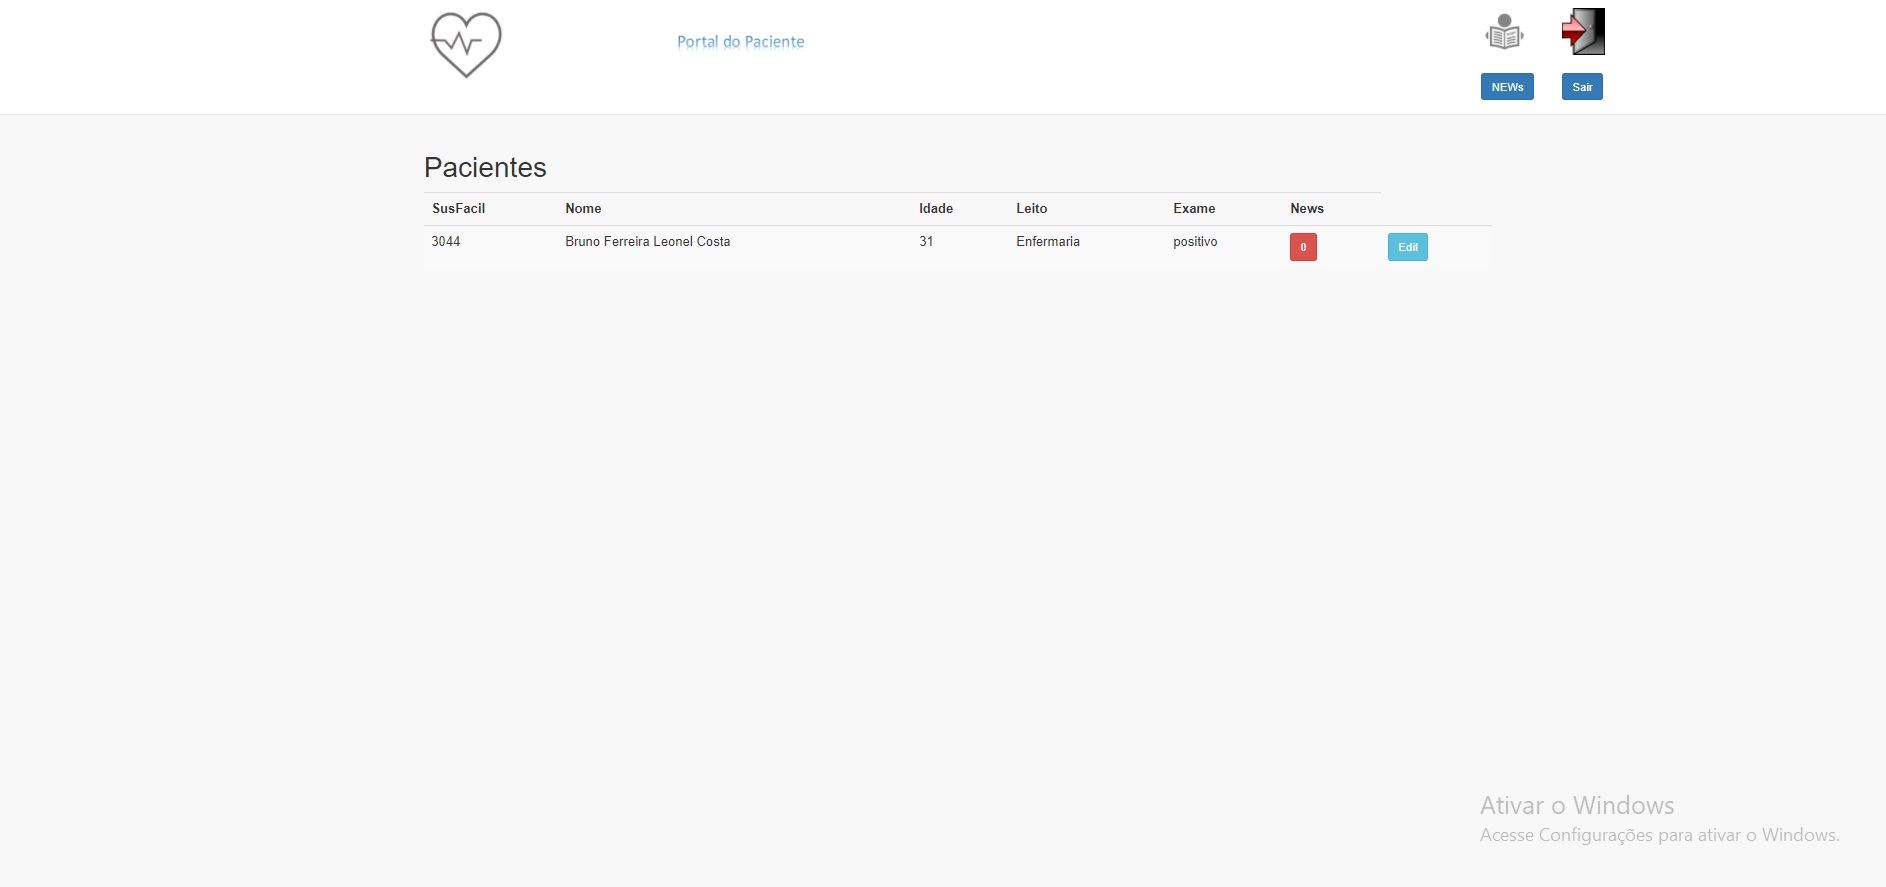 Portal do Paciente
NEWs Sair
Pacientes
SusFacil Nome Idade Leito Exame News
3044 Bruno Ferreira Leonel Costa 31 Enfermaria positivo 0 Edit
Ativar o Windows
Acesse Configurações para ativar o Windows.